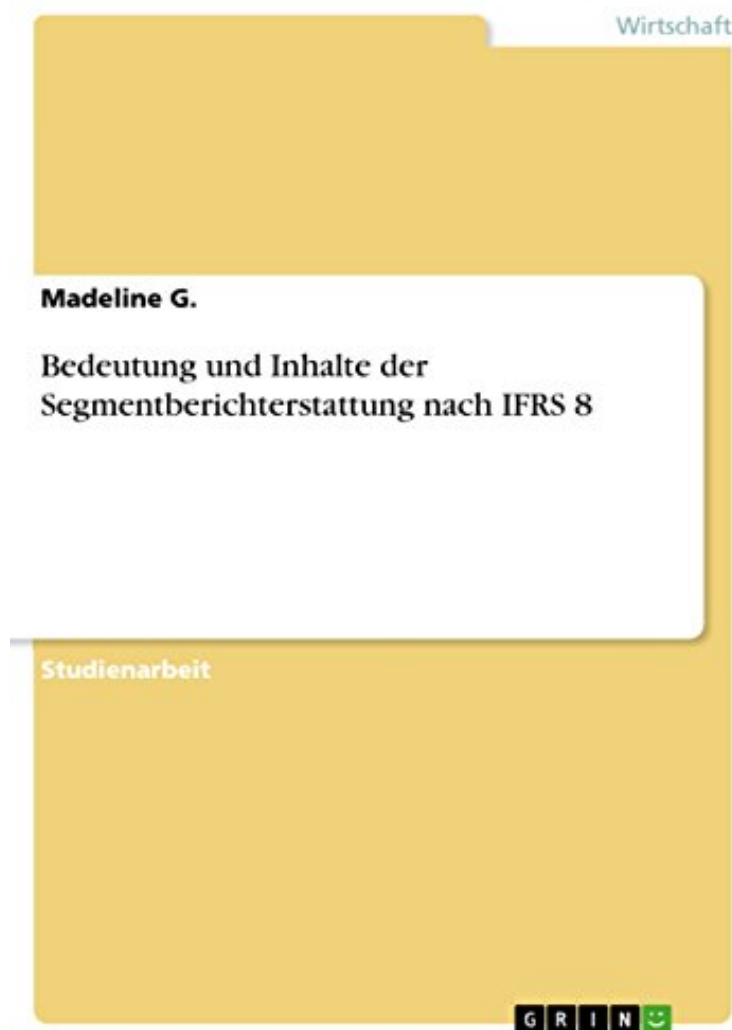 Wirtschaft
Madeline G.
Bedeutung und Inhalte der
Segmentberichterstattung nach IFRS 8
Studienarbeit
GRIN